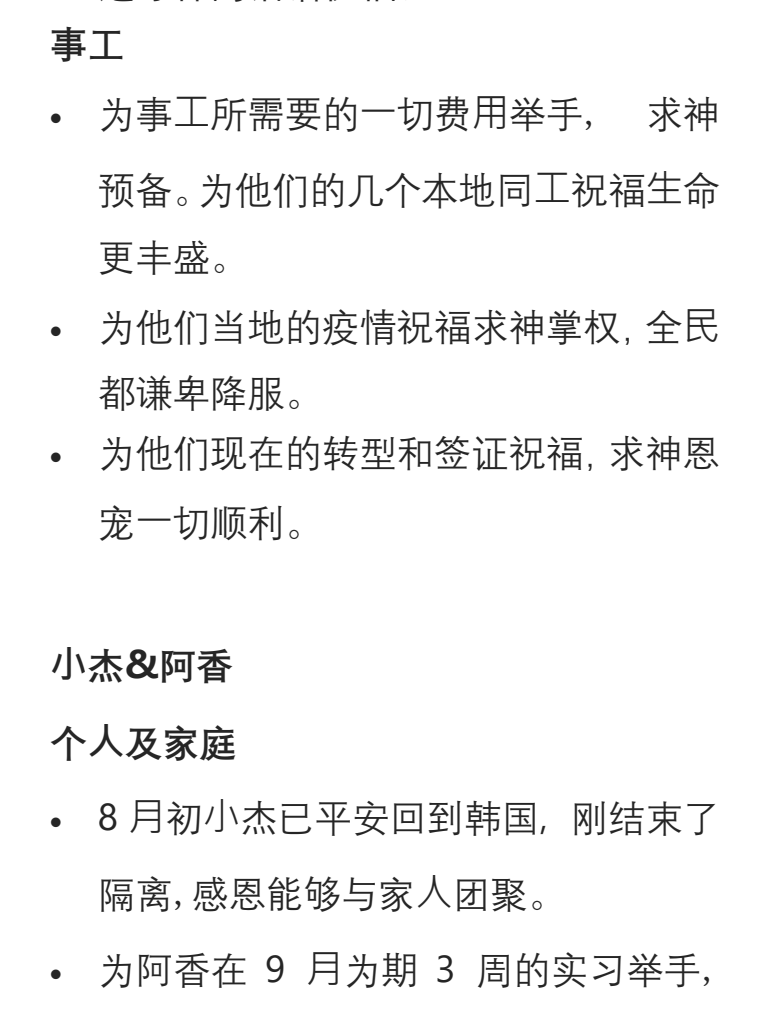 事工
• 为事工所需要的一切费用举手， 求神
预备。为他们的几个本地同工祝福生命
更丰盛。
• 为他们当地的疫情祝福求神掌权，全民
都谦卑降服。
• 为他们现在的转型和签证祝福，求神恩
宠一切顺利。
小杰&阿香
个人及家庭
• 8 月初小杰已平安回到韩国，刚结束了
隔离，感恩能够与家人团聚。
• 为阿香在 9 月为期 3 周的实习举手，